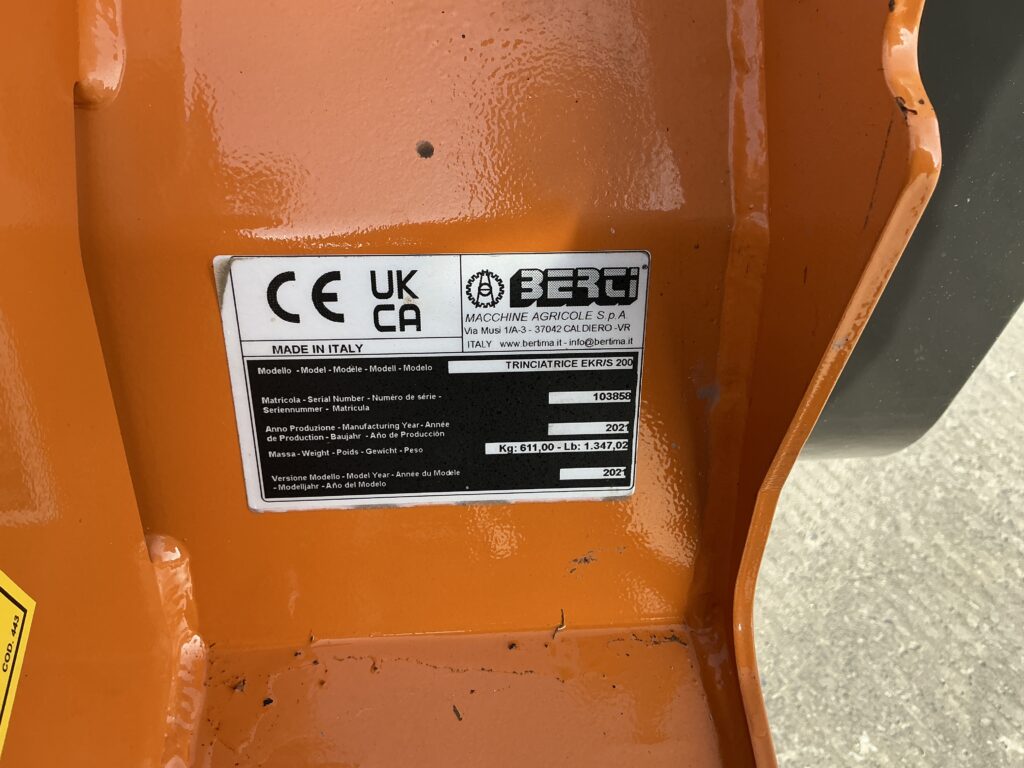 CE UK
CA
BERTI®
MACCHINE AGRICOLE S.p.A.
Via Musi 1/A-3 - 37042 CALDIERO -VR
ITALY www.bertima.it - info@bertima.it
MADE IN ITALY
Modello - Model - Modèle - Modell - Modelo TRINCIATRICE EKR/S 200
Matricola - Serial Number - Numéro de série - 103858
Seriennummer - Matricula
Anno Produzione - Manufacturing Year - Année 2021
de Production - Baujahr - Año de Producción
Massa - Weight - Poids - Gewicht - Peso Kg: 611,00 - Lb: 1.347,02
Versione Modello - Model Year - Année du Modèle 2021
- Modelljahr - Año del Modelo
COD. 443